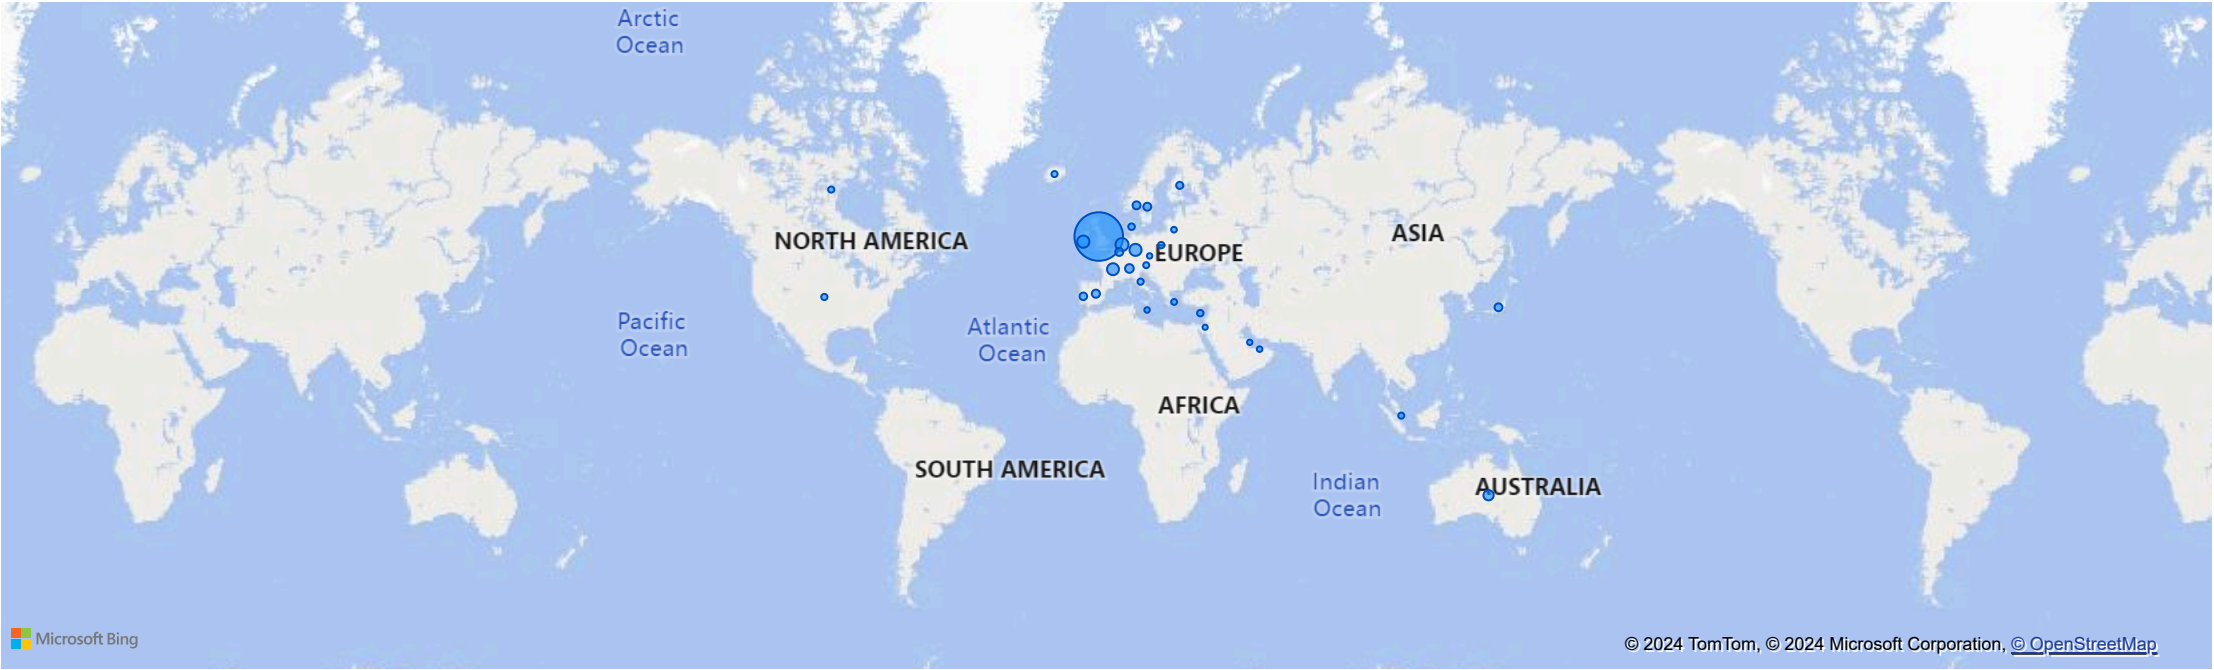 Arctic
Ocean
NORTH AMERICA
ASIA
EUROPE
Pacific
Ocean
Atlantic
Ocean
AFRICA
SOUTH AMERICA
Indian
Ocean
AUSTRALIA
Microsoft Bing
© 2024 TomTom, © 2024 Microsoft Corporation, © OpenStreetMap